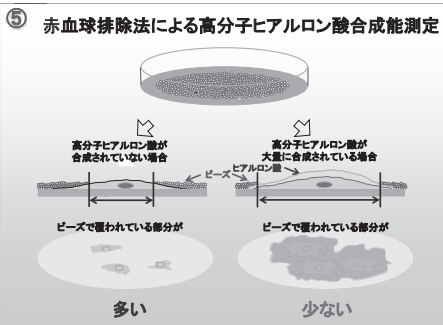 ⑤ 赤血球排除法による高分子ヒアルロン酸合成能測定
高分子ヒアルロン酸が
合成されていない場合
高分子ヒアルロン酸が
大量に合成されている場合
ビーズ
ヒアルロン酸
ビーズで覆われている部分が
多い
ビーズで覆われている部分が
少ない